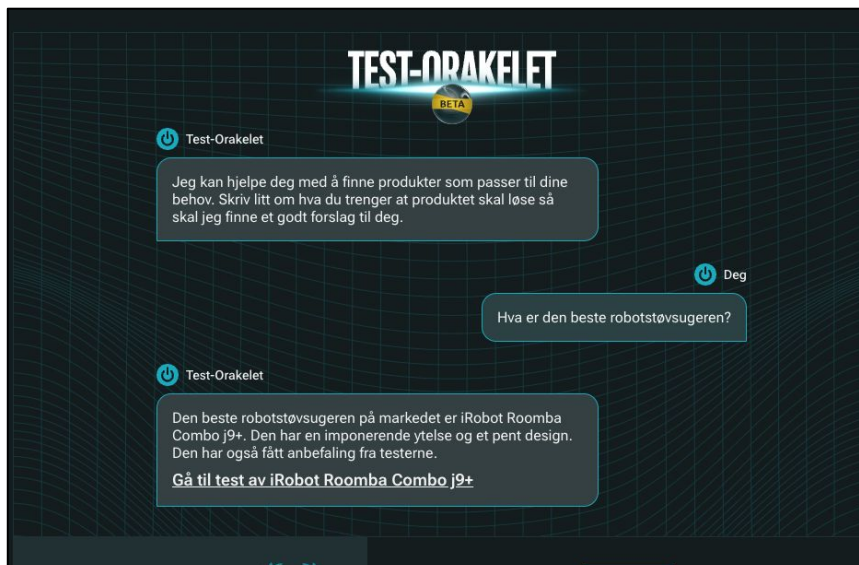 TEST-ORAKELET
BETA
Test-Orakelet
Jeg kan hjelpe deg med å finne produkter som passer til dine
behov. Skriv litt om hva du trenger at produktet skal løse så
skal jeg finne et godt forslag til deg.
Deg
Hva er den beste robotstøvsugeren?
Test-Orakelet
Den beste robotstøvsugeren på markedet er iRobot Roomba
Combo j9+. Den har en imponerende ytelse og et pent design.
Den har også fått anbefaling fra testerne.
Gå til test av iRobot Roomba Combo j9+